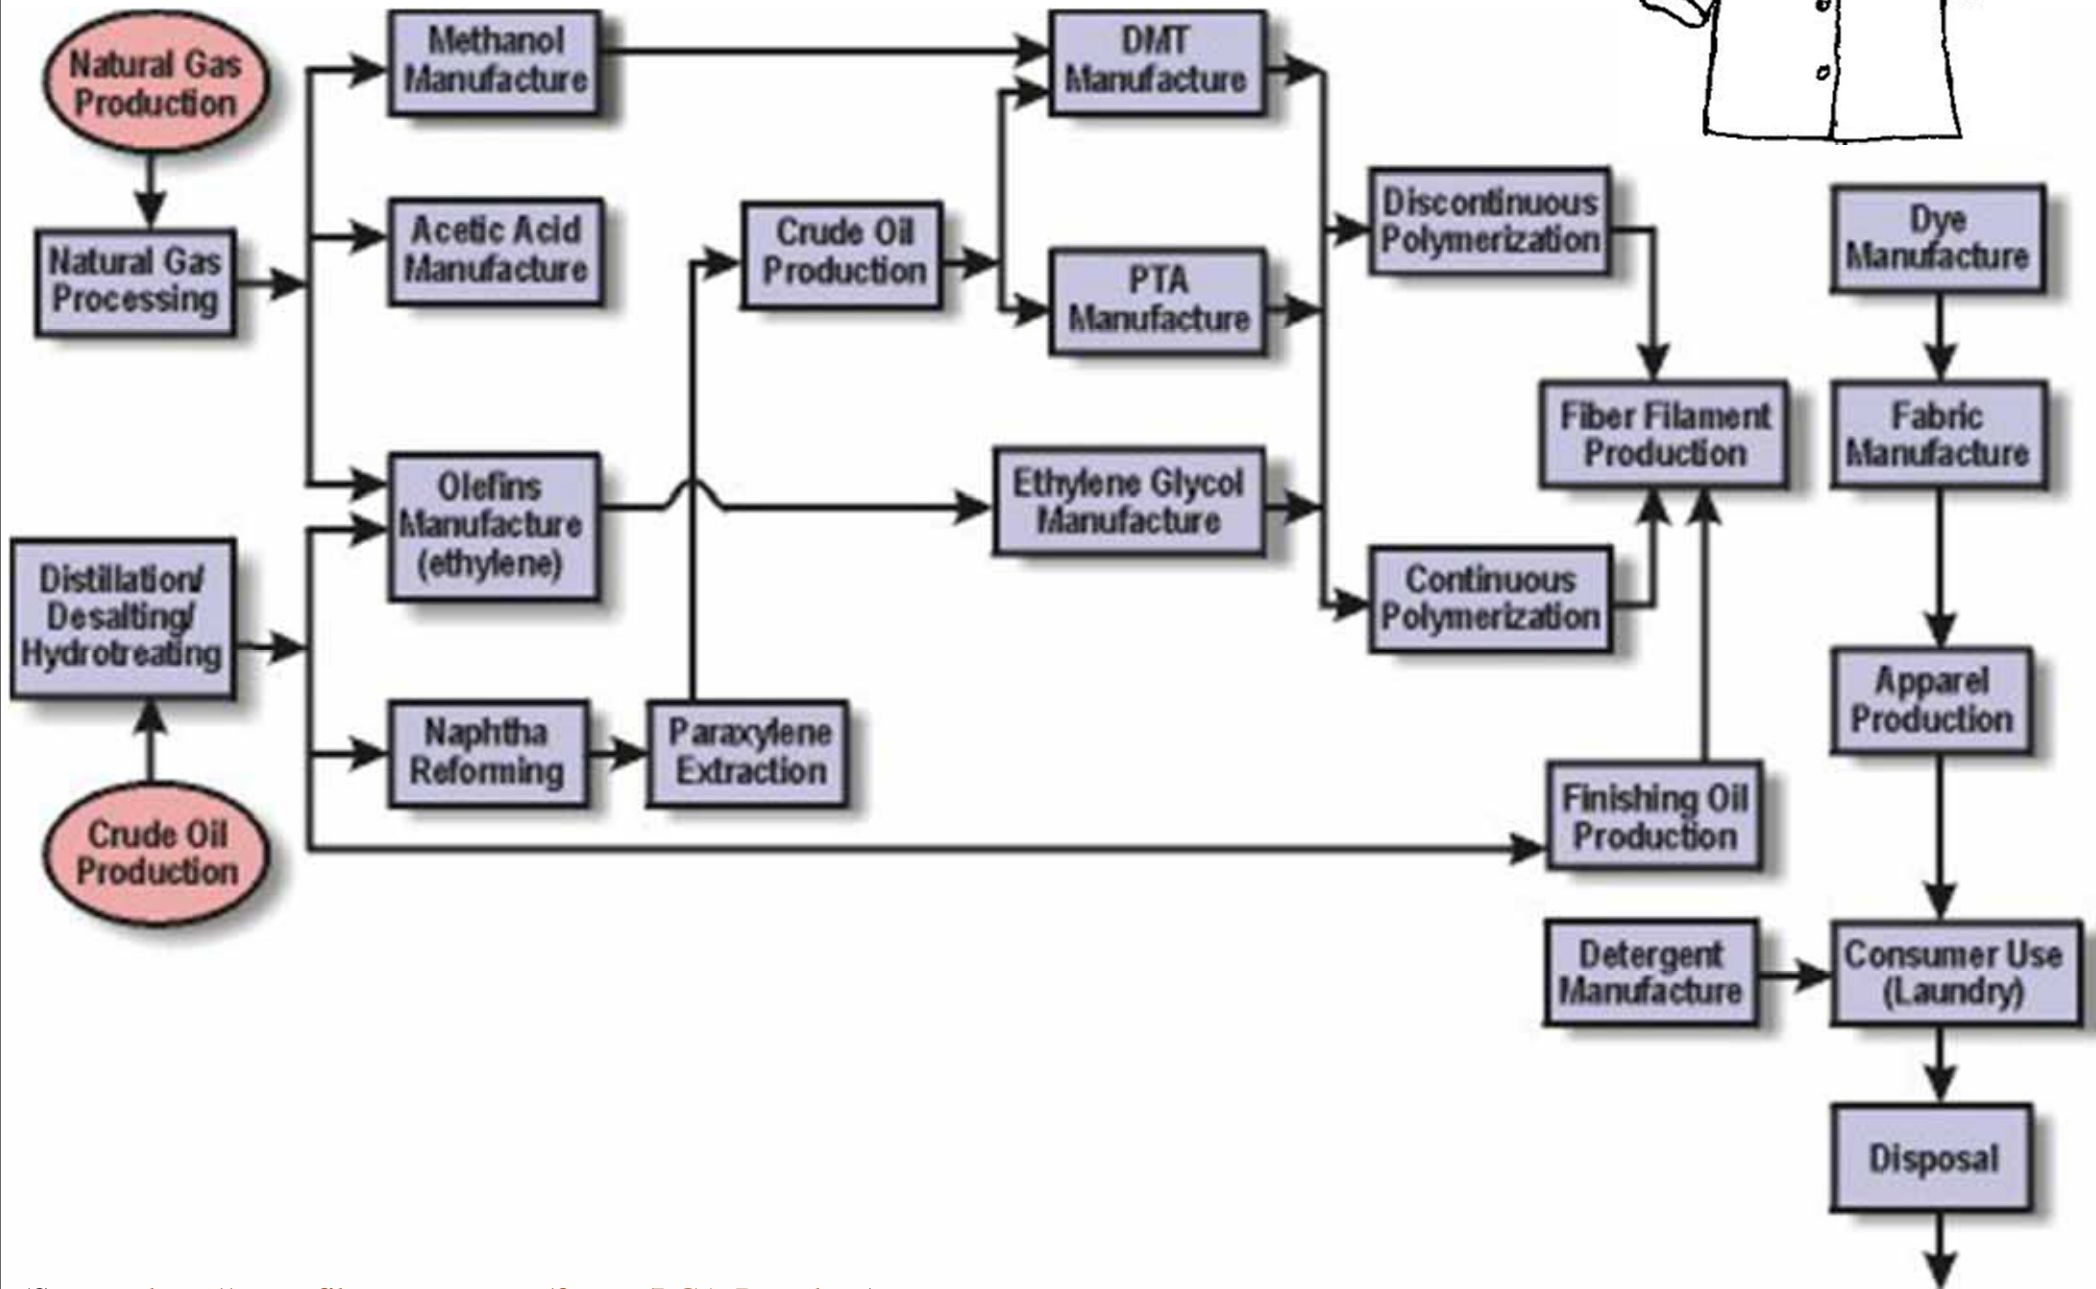 Natural Gas
Production
Methanol
Manufacture
DMT
Manufacture
Natural Gas
Processing
Acetic Acid
Manufacture
Crude Oil
Production
PTA
Manufacture
Discontinuous
Polymerization
Dye
Manufacture
Fiber Filament
Production
Fabric
Manufacture
Olefins
Manufacture
(ethylene)
Ethylene Glycol
Manufacture
Distillation/
Desalting/
Hydrotreating
Continuous
Polymerization
Apparel
Production
Naphtha
Reforming
Paraxylene
Extraction
Crude Oil
Production
Finishing Oil
Production
Detergent
Manufacture
Consumer Use
(Laundry)
Disposal